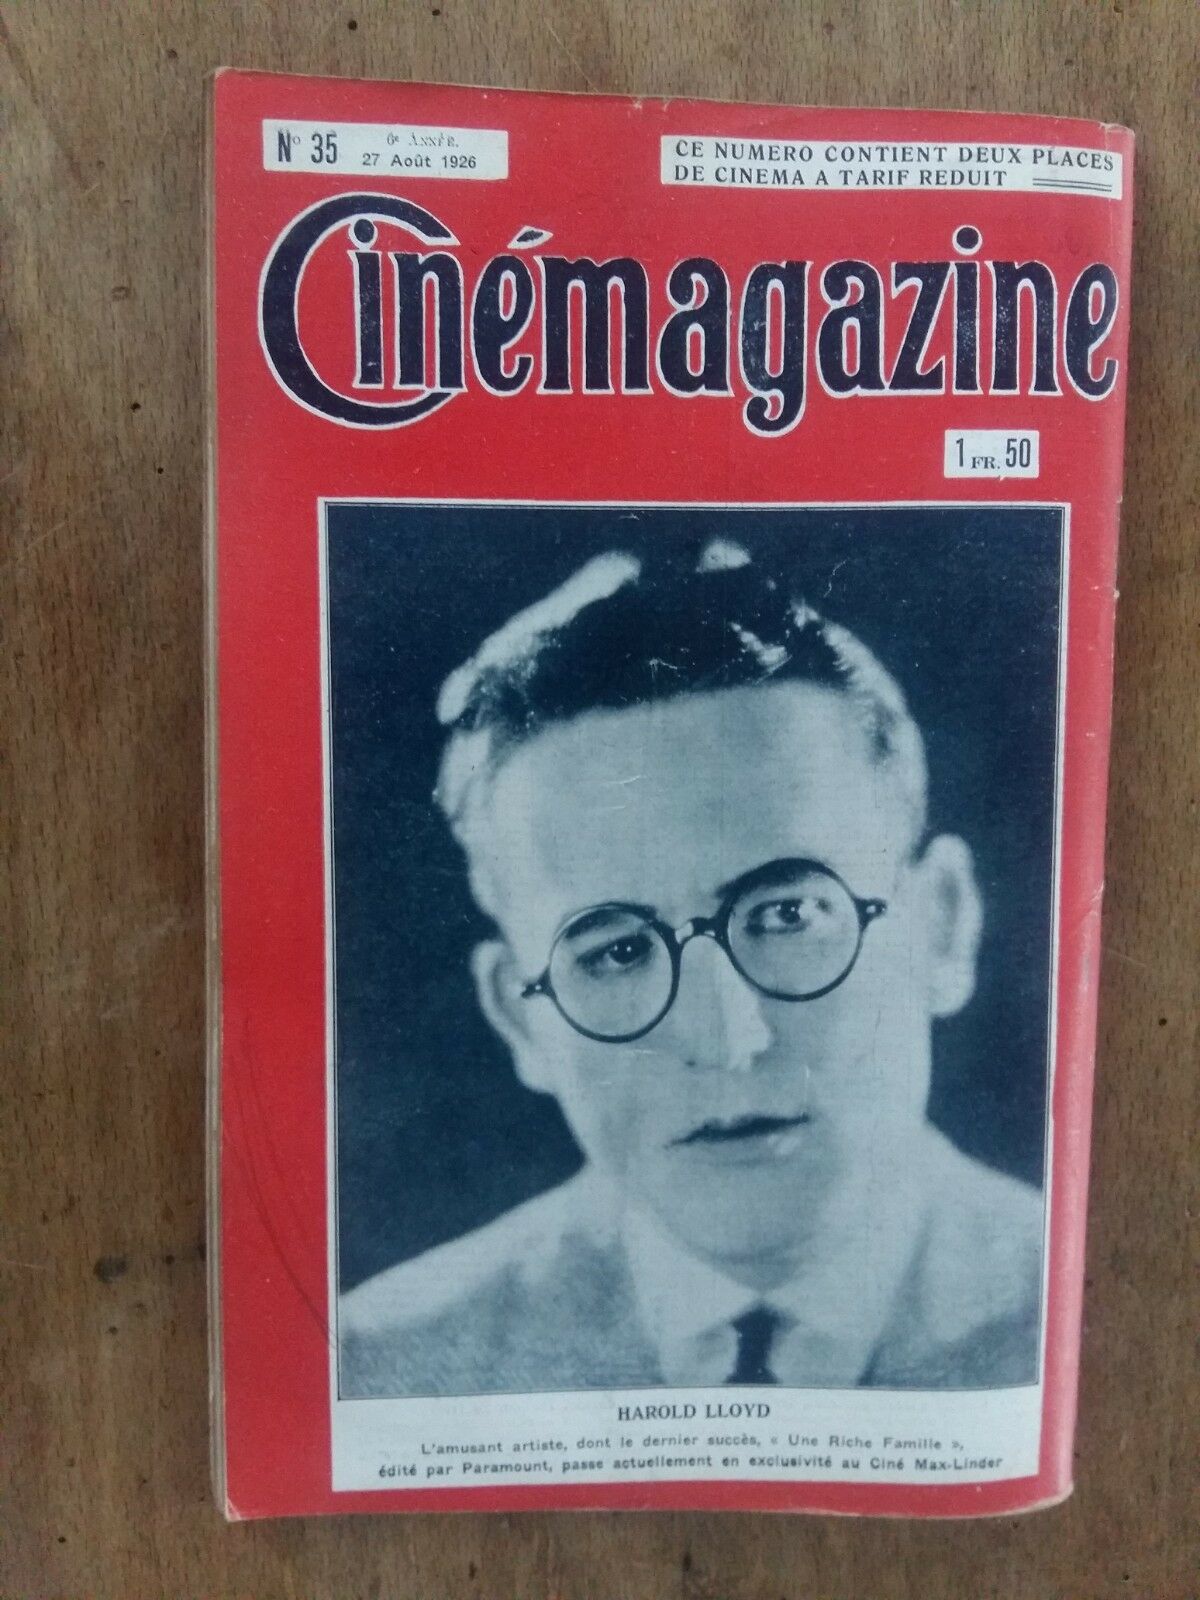 N° 35
6e ANNÉE.
27 Août 1926
CE NUMERO CONTIENT DEUX PLACES
DE CINEMA A TARIF REDUIT
Cinémagazine
1 FR. 50
HAROLD LLOYD
L'amusant artiste, dont le dernier succès, « Une Riche Famille »,
édité par Paramount, passe actuellement en exclusivité au Ciné Max-Linder